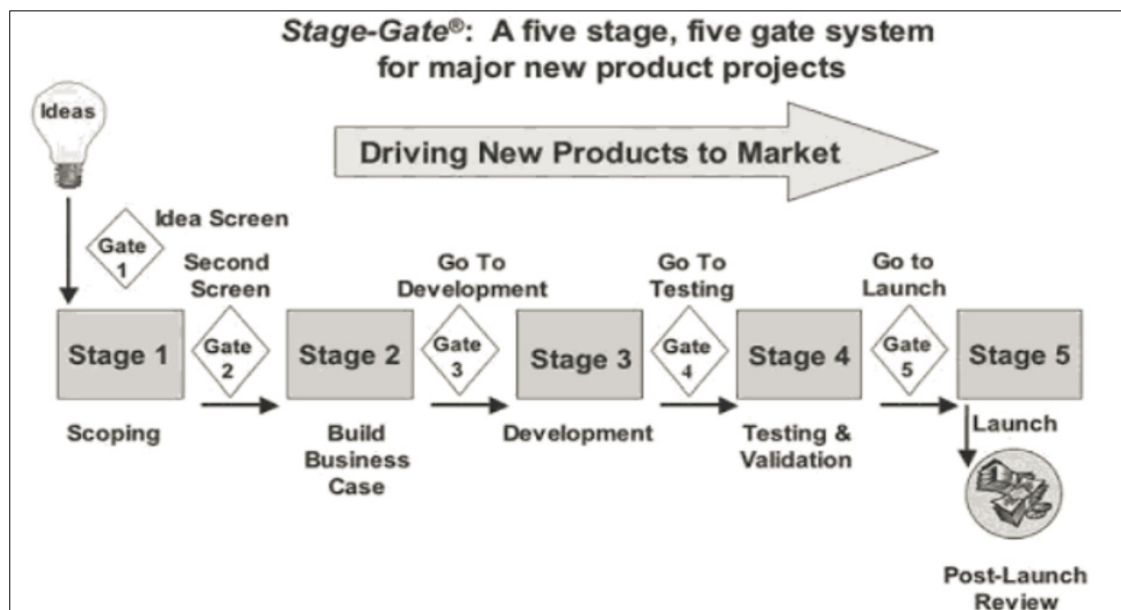 Stage-Gate®: A five stage, five gate system
for major new product projects
Ideas
Driving New Products to Market
Idea Screen
Gate
1
Second
Screen
Go To
Development
Go To
Testing
Go to
Launch
Stage 1
Gate
2
Stage 2
Gate
3
Stage 3
Gate
4
Stage 4
Gate
5
Stage 5
Scoping
Build
Business
Case
Development
Testing &
Validation
Launch
Post-Launch
Review